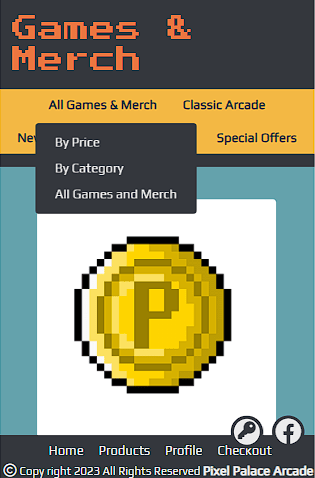 Games &
Merch
All Games & Merch Classic Arcade
Special Offers
By Price
By Category
All Games and Merch
P
Home Products Profile Checkout
© Copy right 2023 All Rights Reserved Pixel Palace Arcade